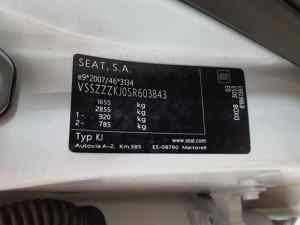 SEAT, S.A.
e9*2007/46*3134
VSSZZZKJ0SR603843
1655 kg
2855 kg
1- 920 kg
2- 785 kg
Typ KJ
www.seat.com
Autovía A-2, Km.585 ES-08760 Martorell
03